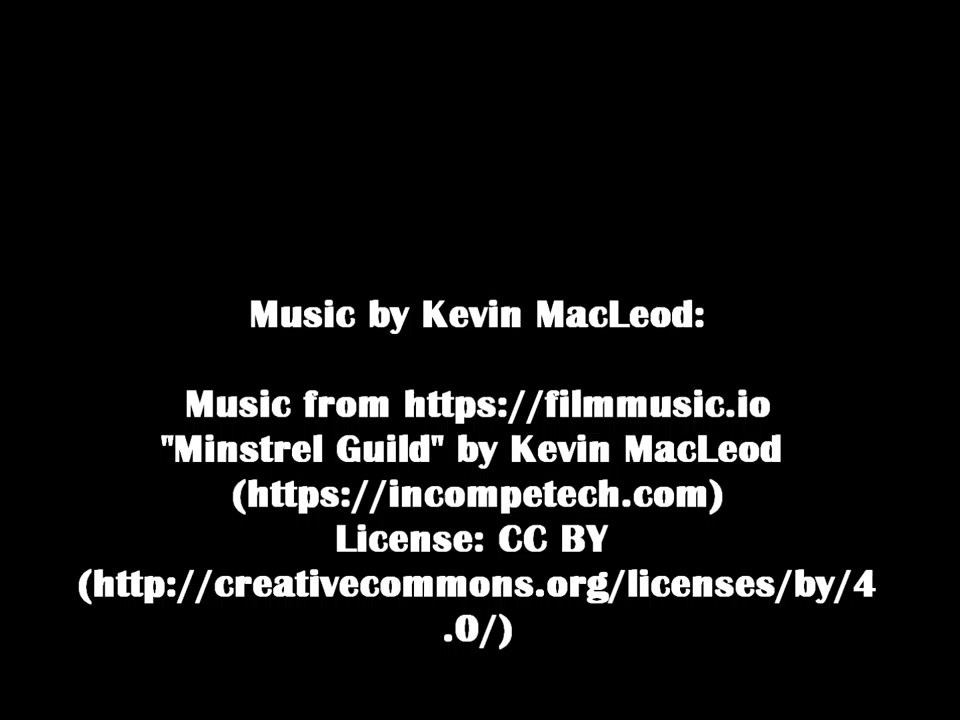 Music by Kevin MacLeod:
Music from https://filmmusic.io
"Minstrel Guild" by Kevin MacLeod
(https://incompetech.com)
License: CC BY
(http://creativecommons.org/licenses/by/4
.0/)